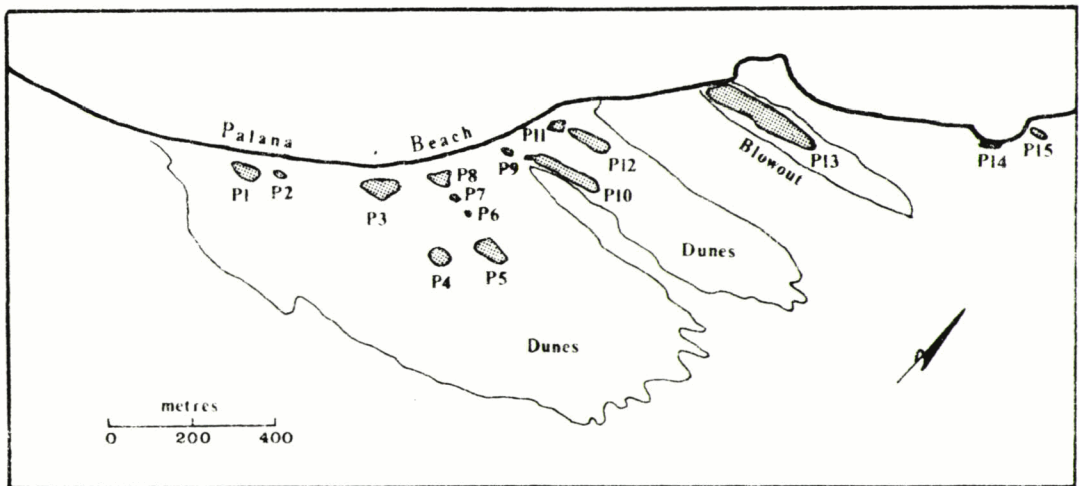 Palana Beach
P1
P2
P3
P4
P5
P6
P7
P8
P9
P10
P11
P12
P13
P14
P15
Blowout
Dunes
Dunes
metres
0 200 400